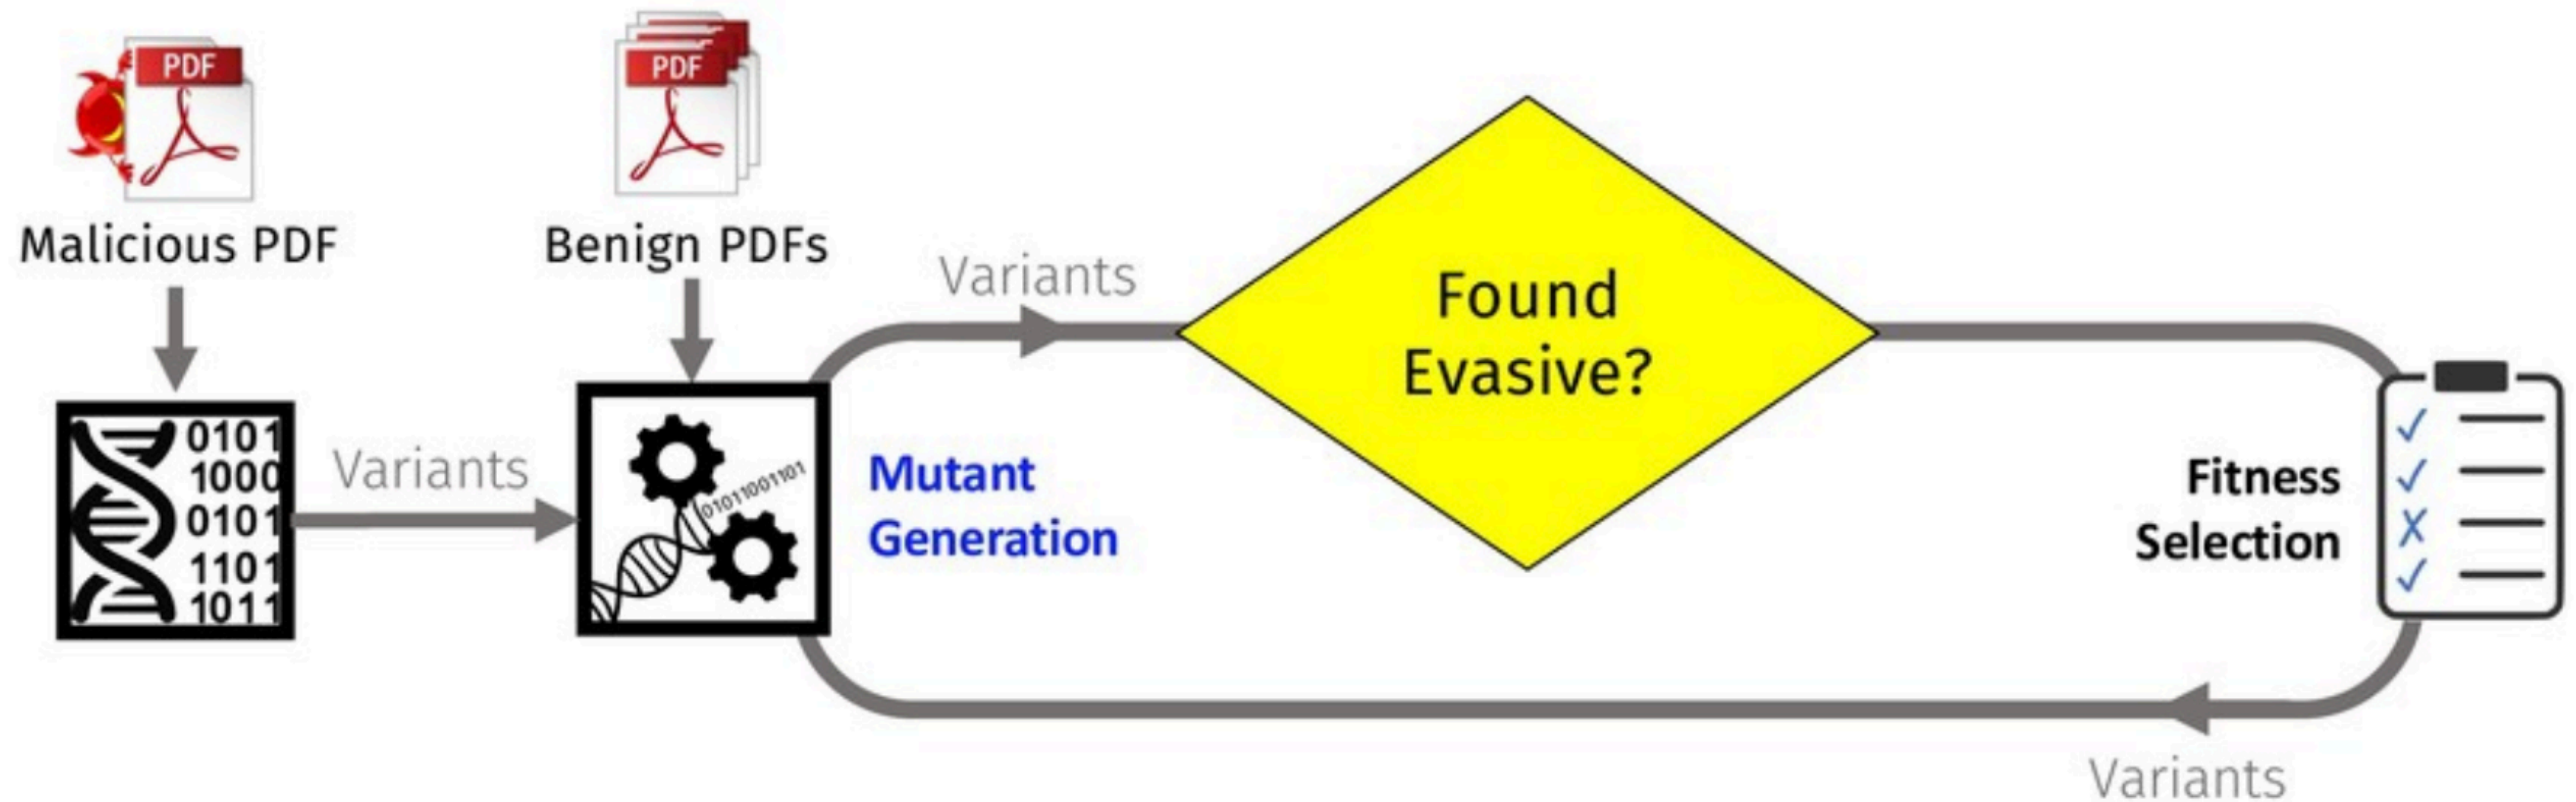 PDF
PDF
Malicious PDF
Benign PDFs
Variants
Found
Evasive?
0101
1000
0101
1101
1011
Variants
01011001101
Mutant
Generation
Fitness
Selection
Variants